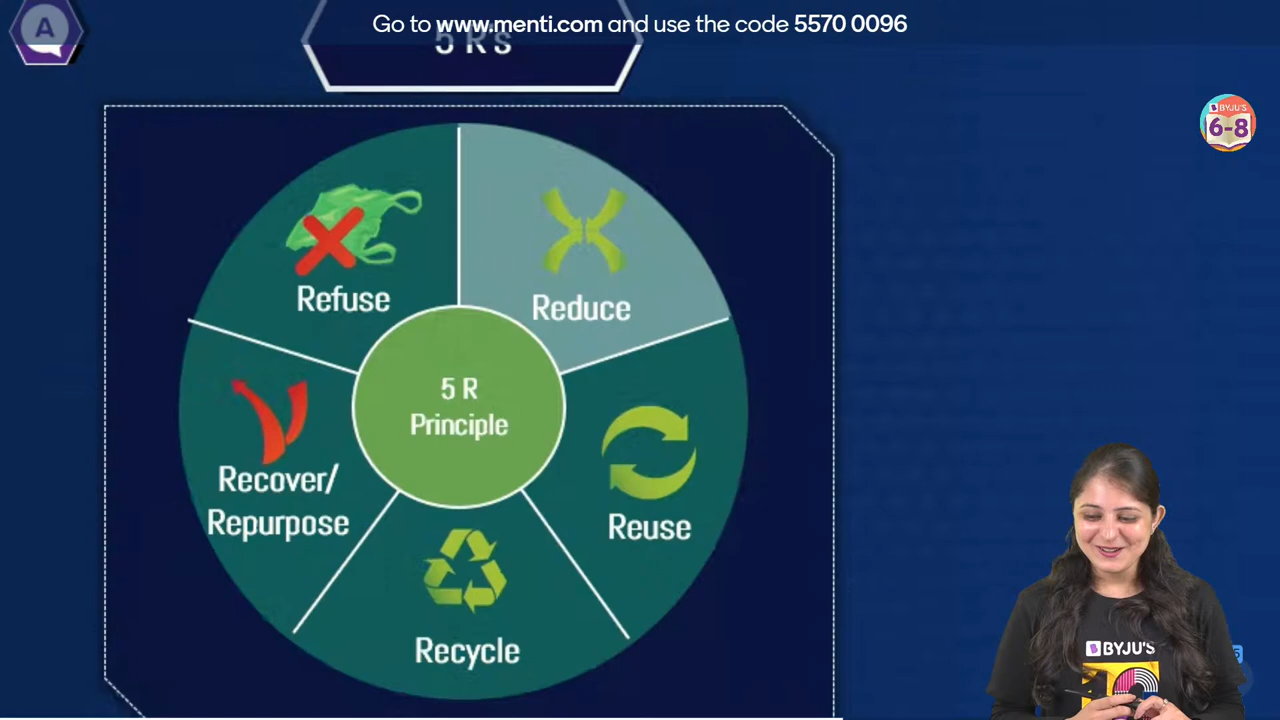 Go to www.menti.com and use the code 5570 0096
A
5 R s
BYJU'S
6-8
Refuse
Reduce
5 R
Principle
Recover/
Repurpose
Reuse
Recycle
BYJU'S